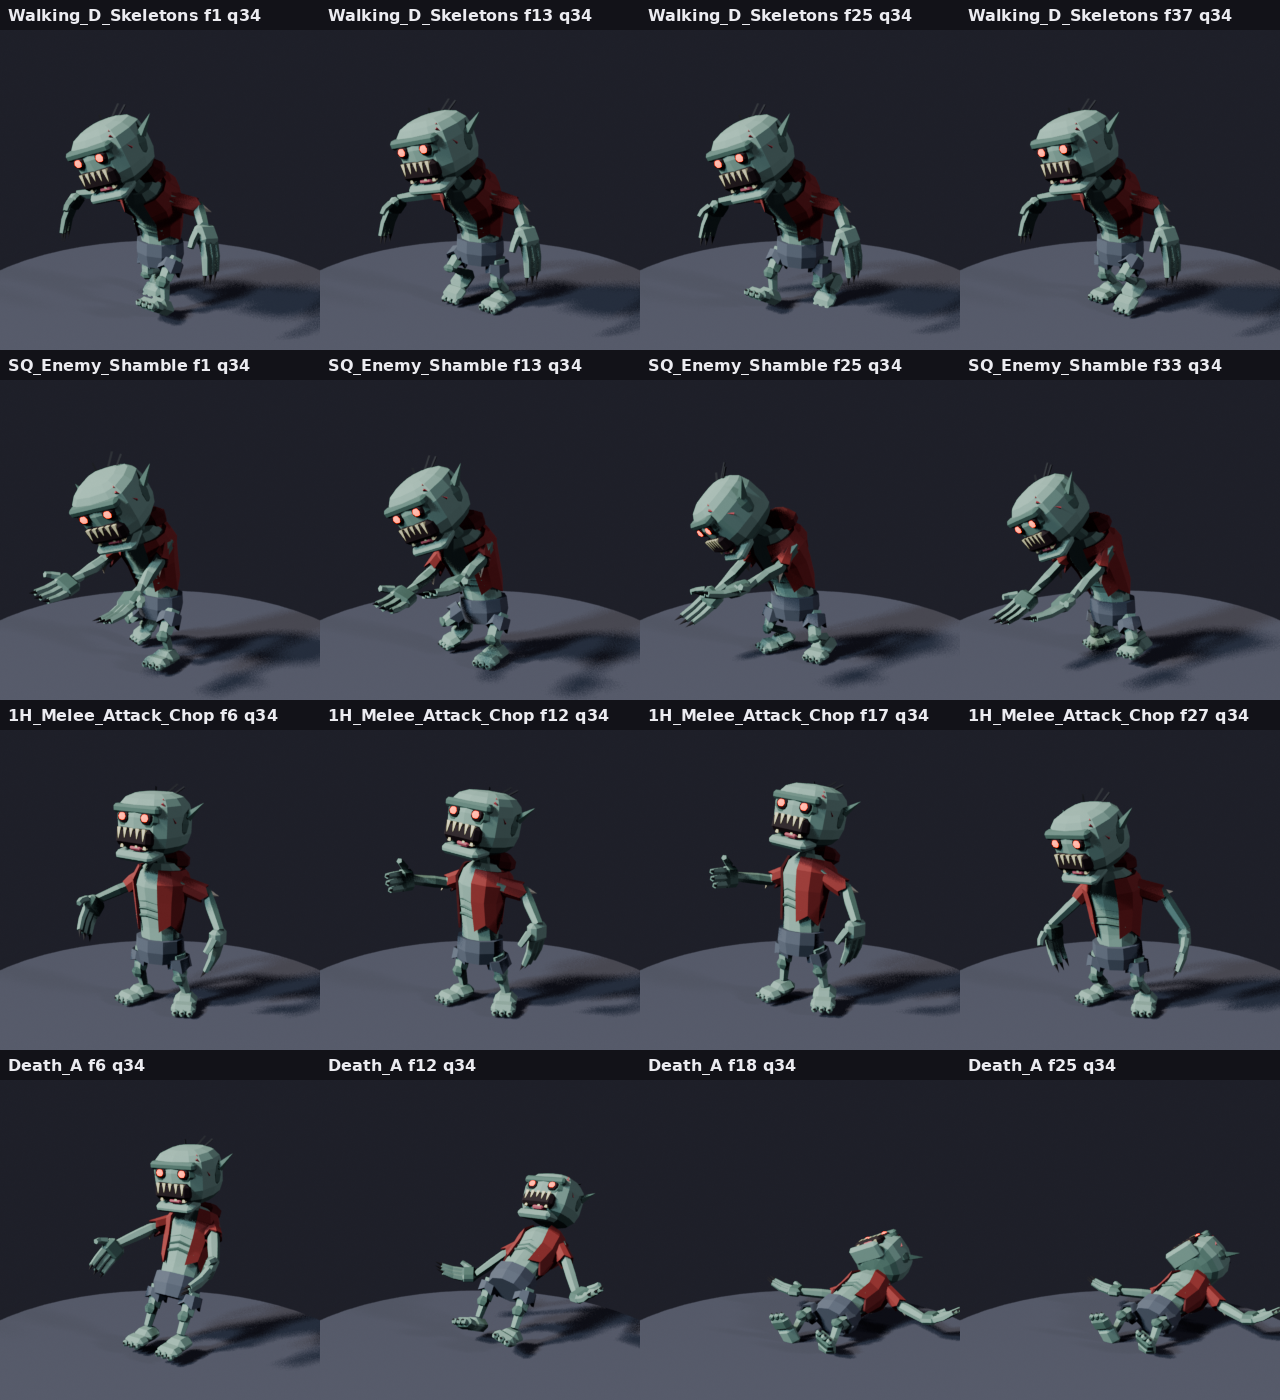 Walking_D_Skeletons f1 q34
Walking_D_Skeletons f13 q34
Walking_D_Skeletons f25 q34
Walking_D_Skeletons f37 q34
SQ_Enemy_Shamble f1 q34
SQ_Enemy_Shamble f13 q34
SQ_Enemy_Shamble f25 q34
SQ_Enemy_Shamble f33 q34
1H_Melee_Attack_Chop f6 q34
1H_Melee_Attack_Chop f12 q34
1H_Melee_Attack_Chop f17 q34
1H_Melee_Attack_Chop f27 q34
Death_A f6 q34
Death_A f12 q34
Death_A f18 q34
Death_A f25 q34